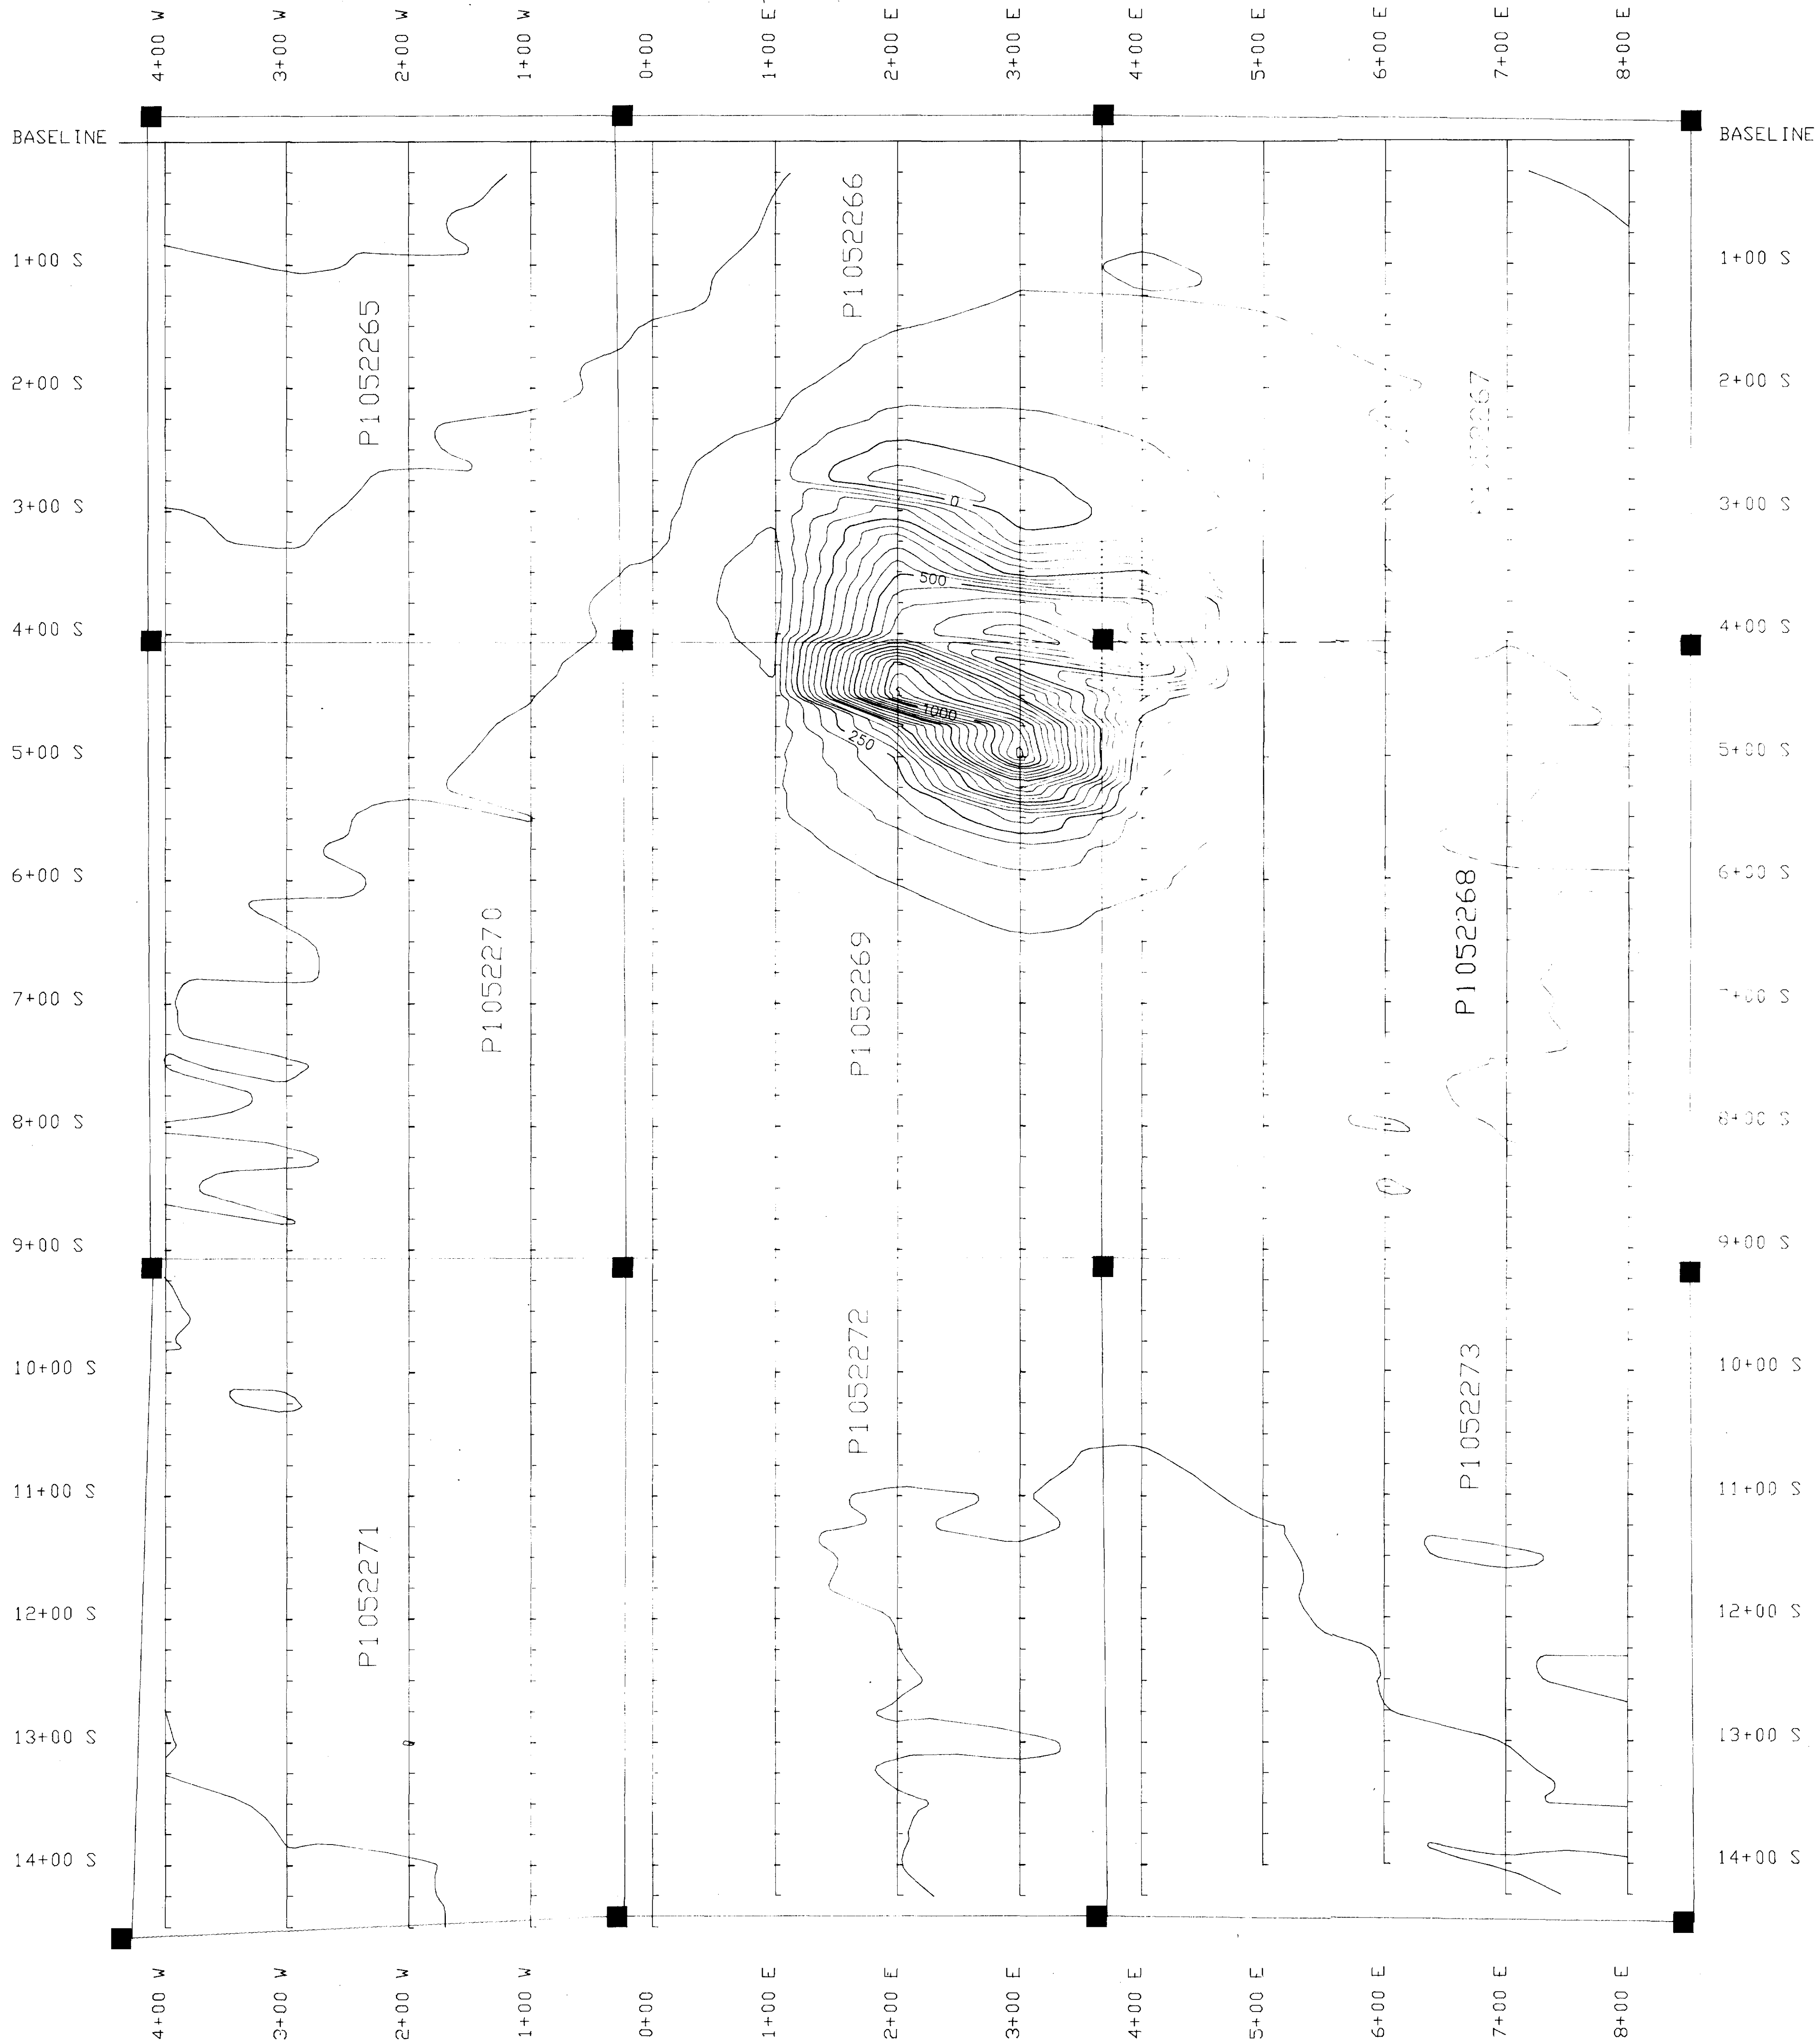 4+00 W 3+00 W 2+00 W 1+00 W 0+00 1+00 E 2+00 E 3+00 E 4+00 E 5+00 E 6+00 E 7+00 E 8+00 E
BASELINE BASELINE
P1052266
1+00 S 1+00 S
P1052265
2+00 S 2+00 S
0
3+00 S 3+00 S
500
4+00 S 4+00 S
1000
250
5+00 S 5+00 S
6+00 S 6+00 S
P1052268
P1052270
P1052269
7+00 S 7+00 S
8+00 S 8+00 S
9+00 S 9+00 S
P1052272
10+00 S 10+00 S
P1052273
11+00 S 11+00 S
P1052271
12+00 S 12+00 S
13+00 S 13+00 S
14+00 S 14+00 S
4+00 W 3+00 W 2+00 W 1+00 W 0+00 1+00 E 2+00 E 3+00 E 4+00 E 5+00 E 6+00 E 7+00 E 8+00 E